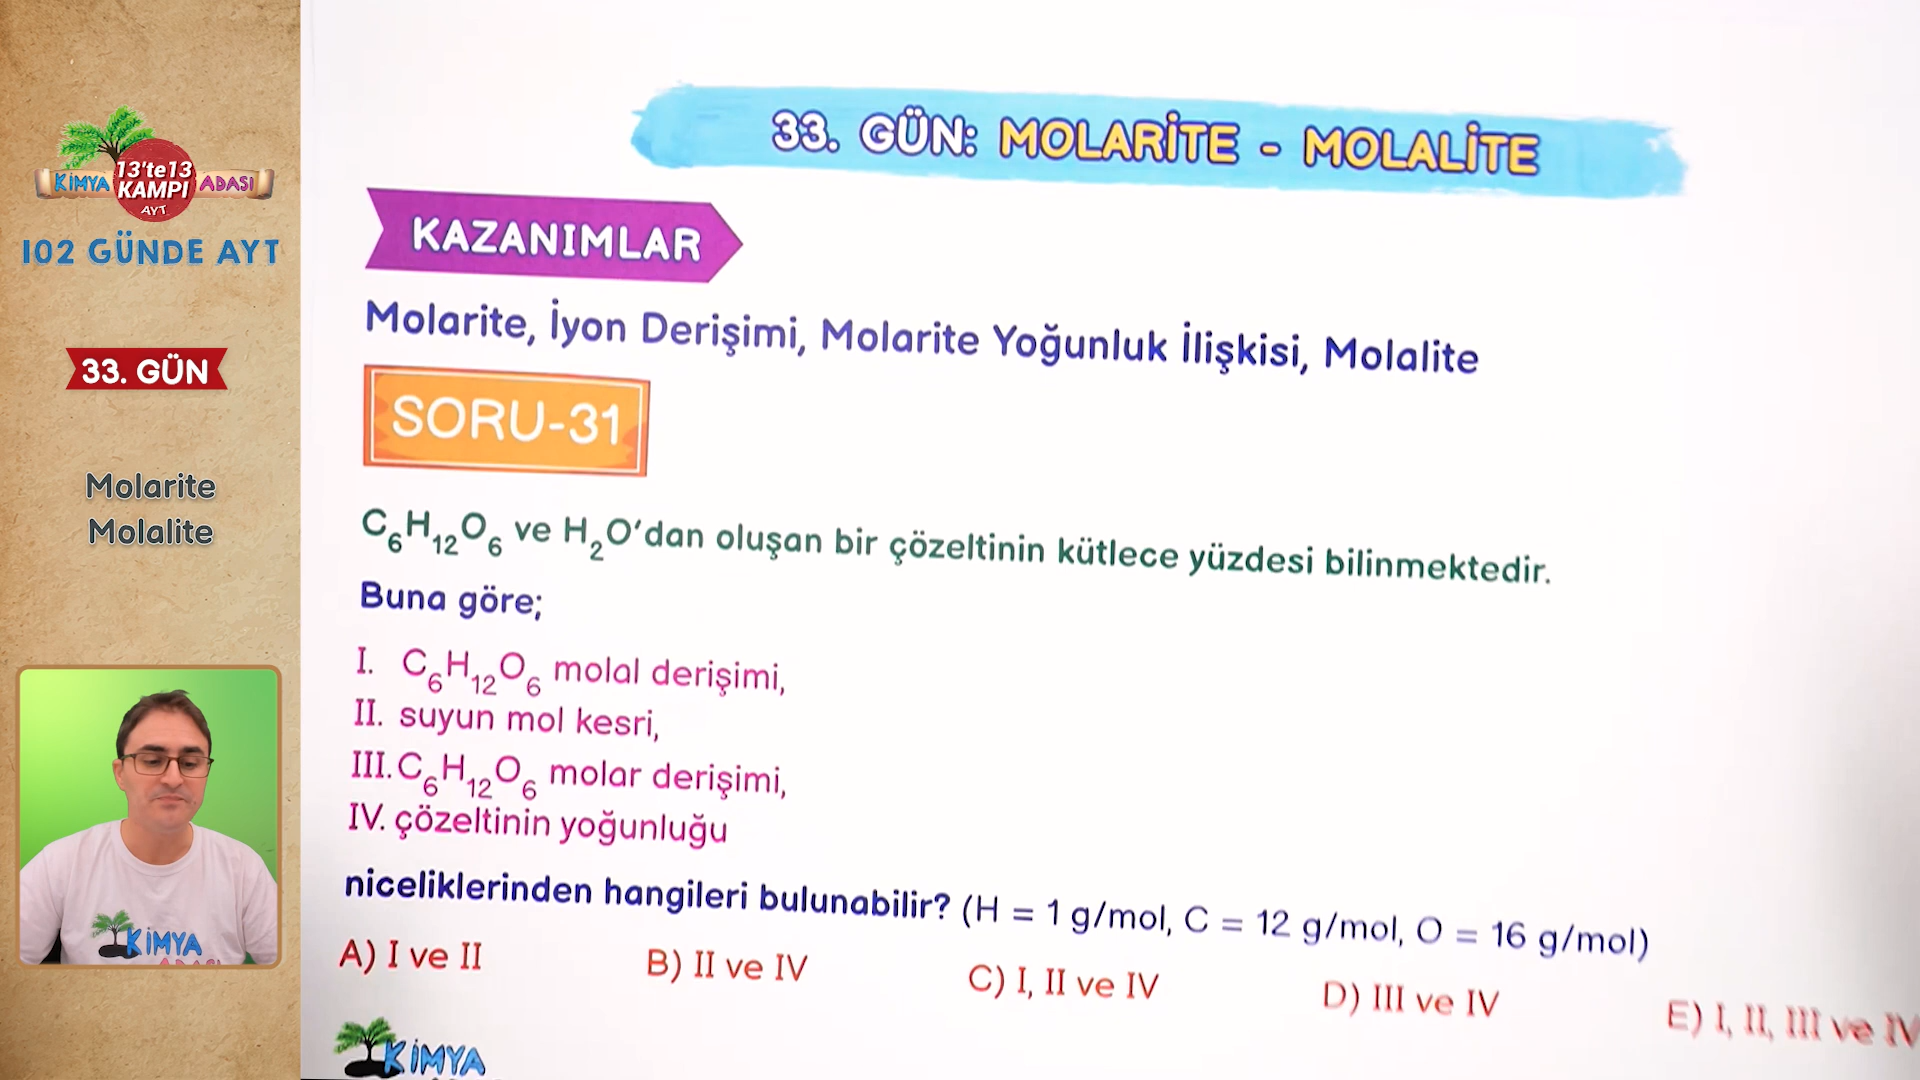 KİMYA 13'te13 ADASI
KAMPI
AYT
102 GÜNDE AYT
33. GÜN
Molarite
Molalite
KİMYA
ADASI
33. GÜN: MOLARİTE - MOLALİTE
KAZANIMLAR
Molarite, İyon Derişimi, Molarite Yoğunluk İlişkisi, Molalite
SORU-31
C₆H₁₂O₆ ve H₂O'dan oluşan bir çözeltinin kütlece yüzdesi bilinmektedir.
Buna göre;
I. C₆H₁₂O₆ molal derişimi,
II. suyun mol kesri,
III. C₆H₁₂O₆ molar derişimi,
IV. çözeltinin yoğunluğu
niceliklerinden hangileri bulunabilir? (H = 1 g/mol, C = 12 g/mol, O = 16 g/mol)
A) I ve II B) II ve IV C) I, II ve IV D) III ve IV E) I, II, III ve IV
KİMYA